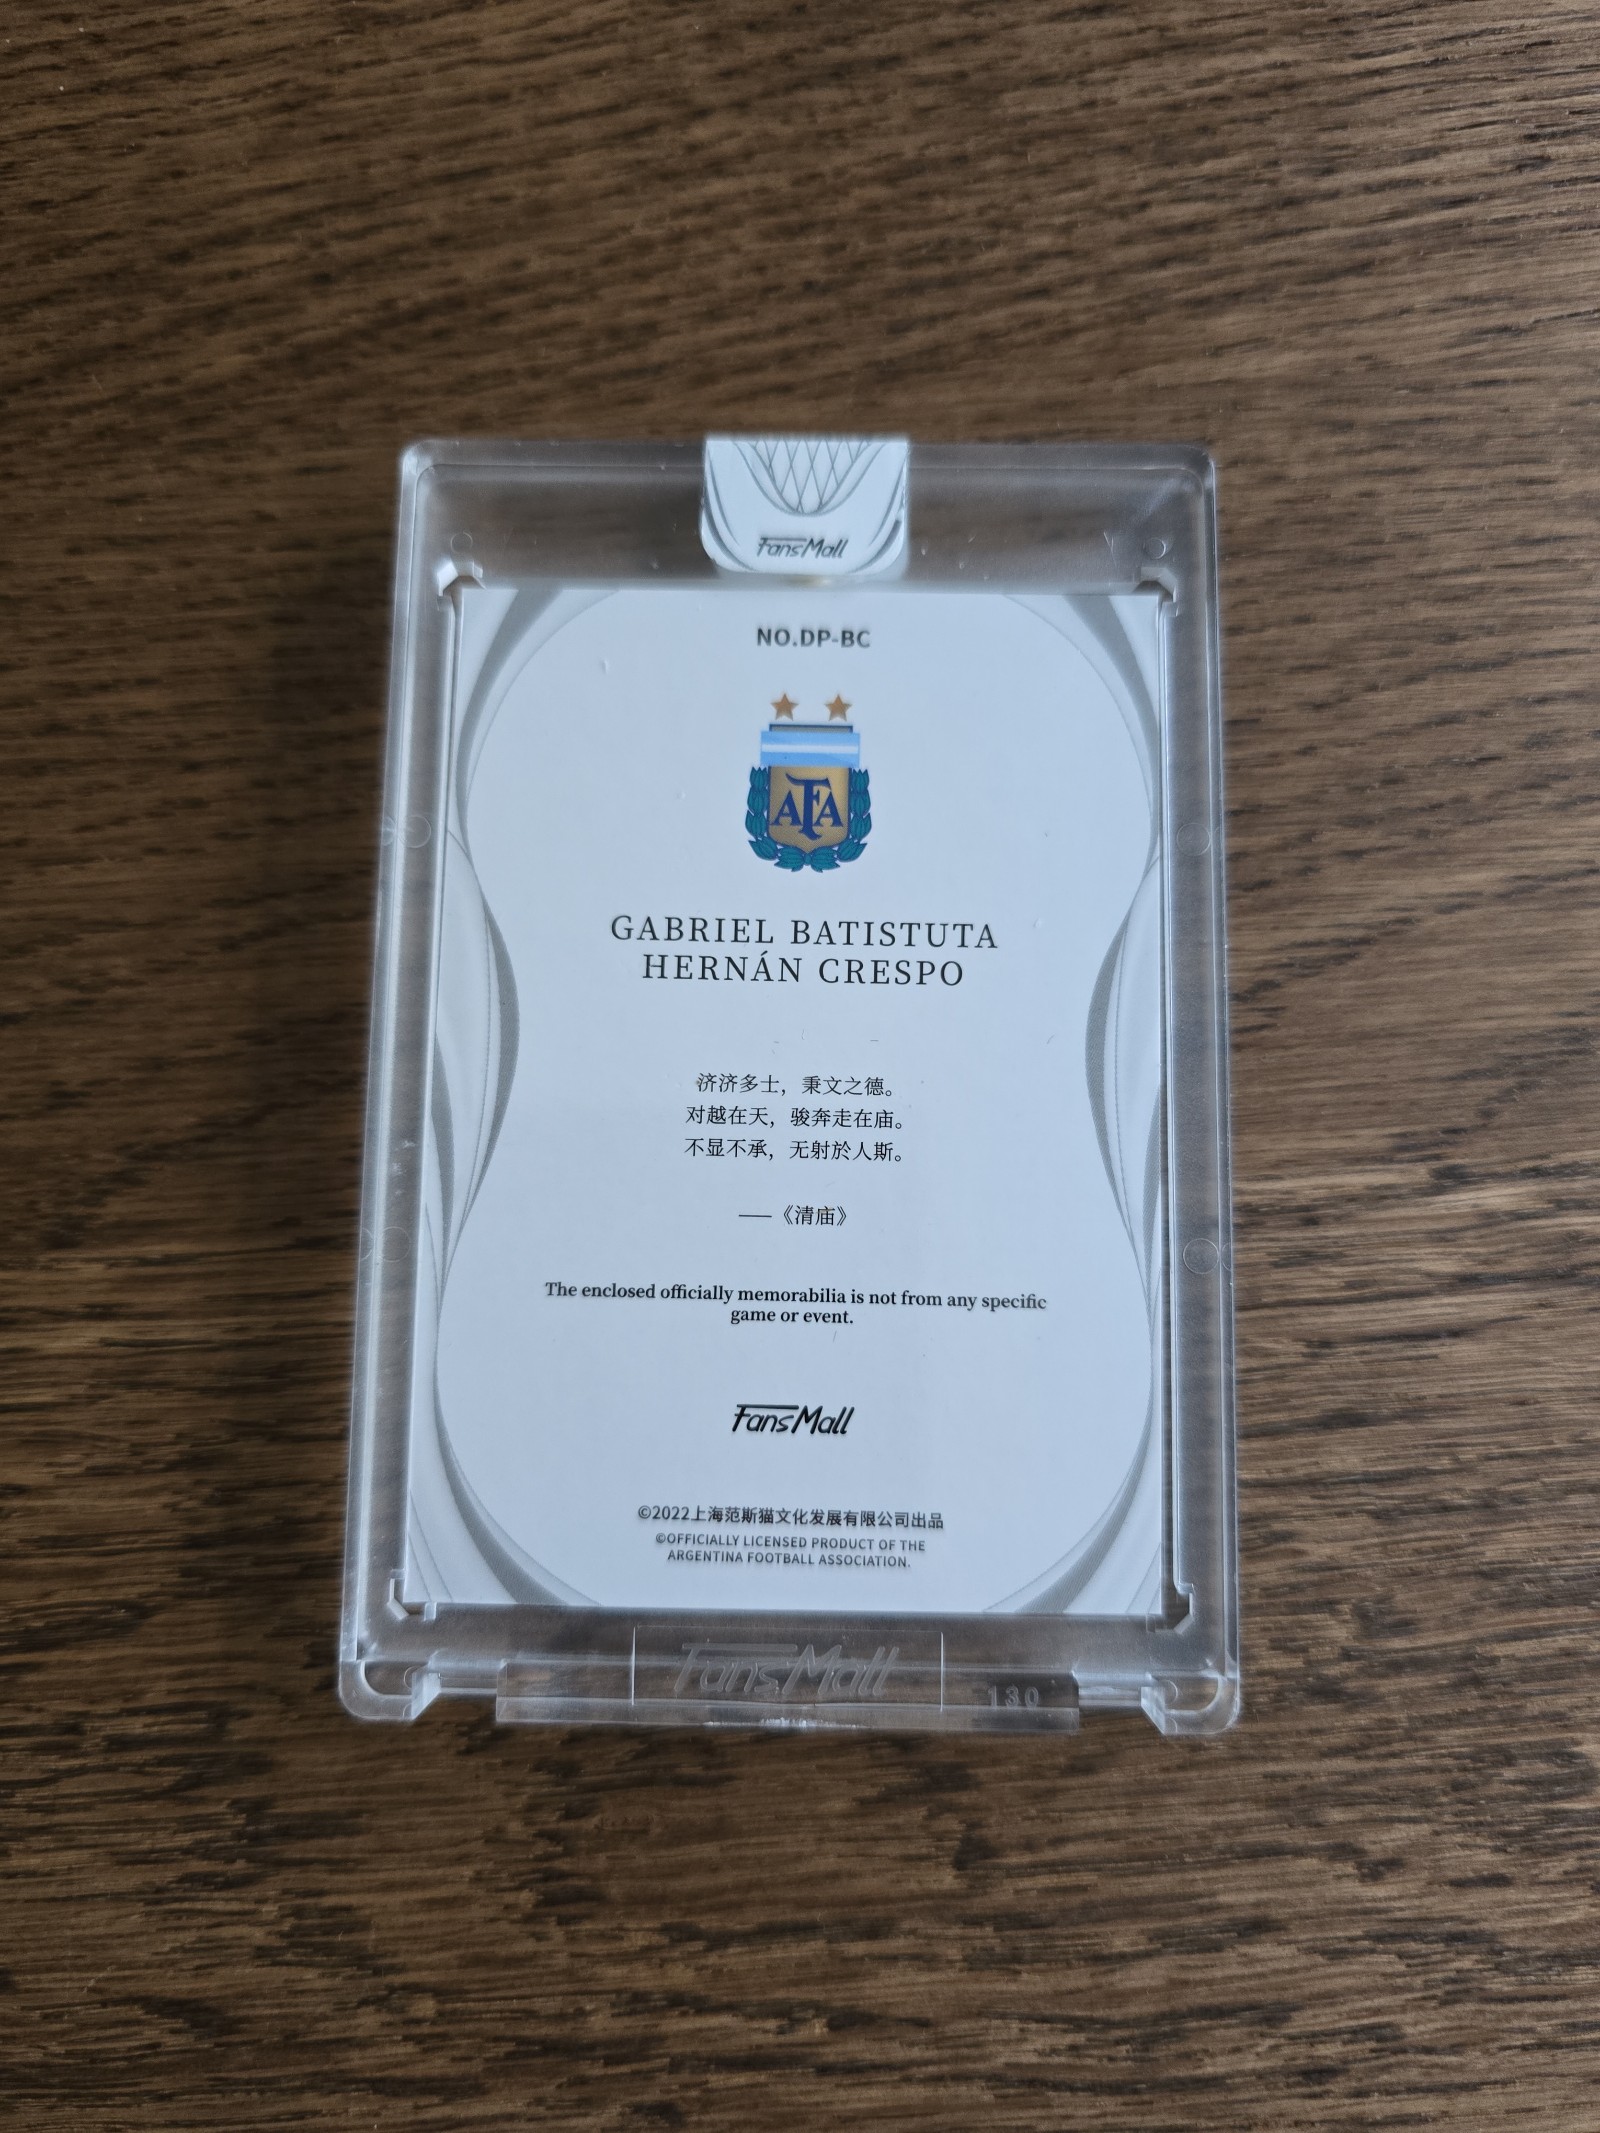 FansMall
NO.DP-BC
AFA
GABRIEL BATISTUTA
HERNÁN CRESPO
济济多士，秉文之德。
对越在天，骏奔走在庙。
不显不承，无射於人斯。
——《清庙》
The enclosed officially memorabilia is not from any specific
game or event.
FansMall
©2022上海范斯猫文化发展有限公司出品
©OFFICIALLY LICENSED PRODUCT OF THE
ARGENTINA FOOTBALL ASSOCIATION.
FansMall
130